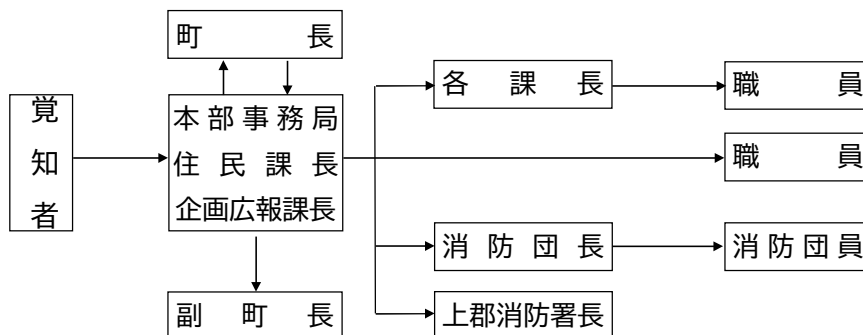 町長
覚知者
本部事務局
住民課長
企画広報課長
副町長
各課長
職員
職員
消防団長
消防団員
上郡消防署長